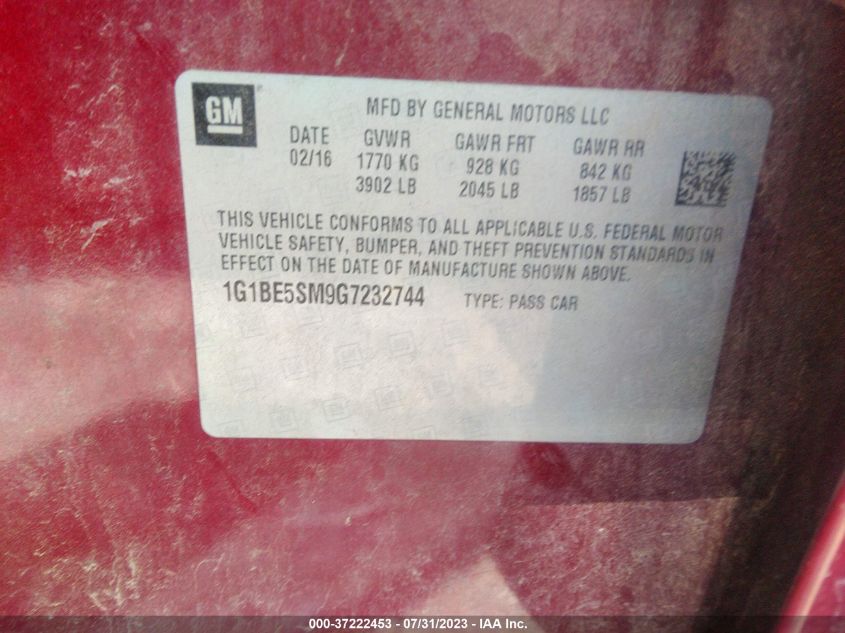 GM
MFD BY GENERAL MOTORS LLC
DATE GVWR GAWR FRT GAWR RR
02/16 1770 KG 928 KG 842 KG
3902 LB 2045 LB 1857 LB
THIS VEHICLE CONFORMS TO ALL APPLICABLE U.S. FEDERAL MOTOR
VEHICLE SAFETY, BUMPER, AND THEFT PREVENTION STANDARDS IN
EFFECT ON THE DATE OF MANUFACTURE SHOWN ABOVE.
1G1BE5SM9G7232744 TYPE: PASS CAR
000-37222453 - 07/31/2023 - IAA Inc.